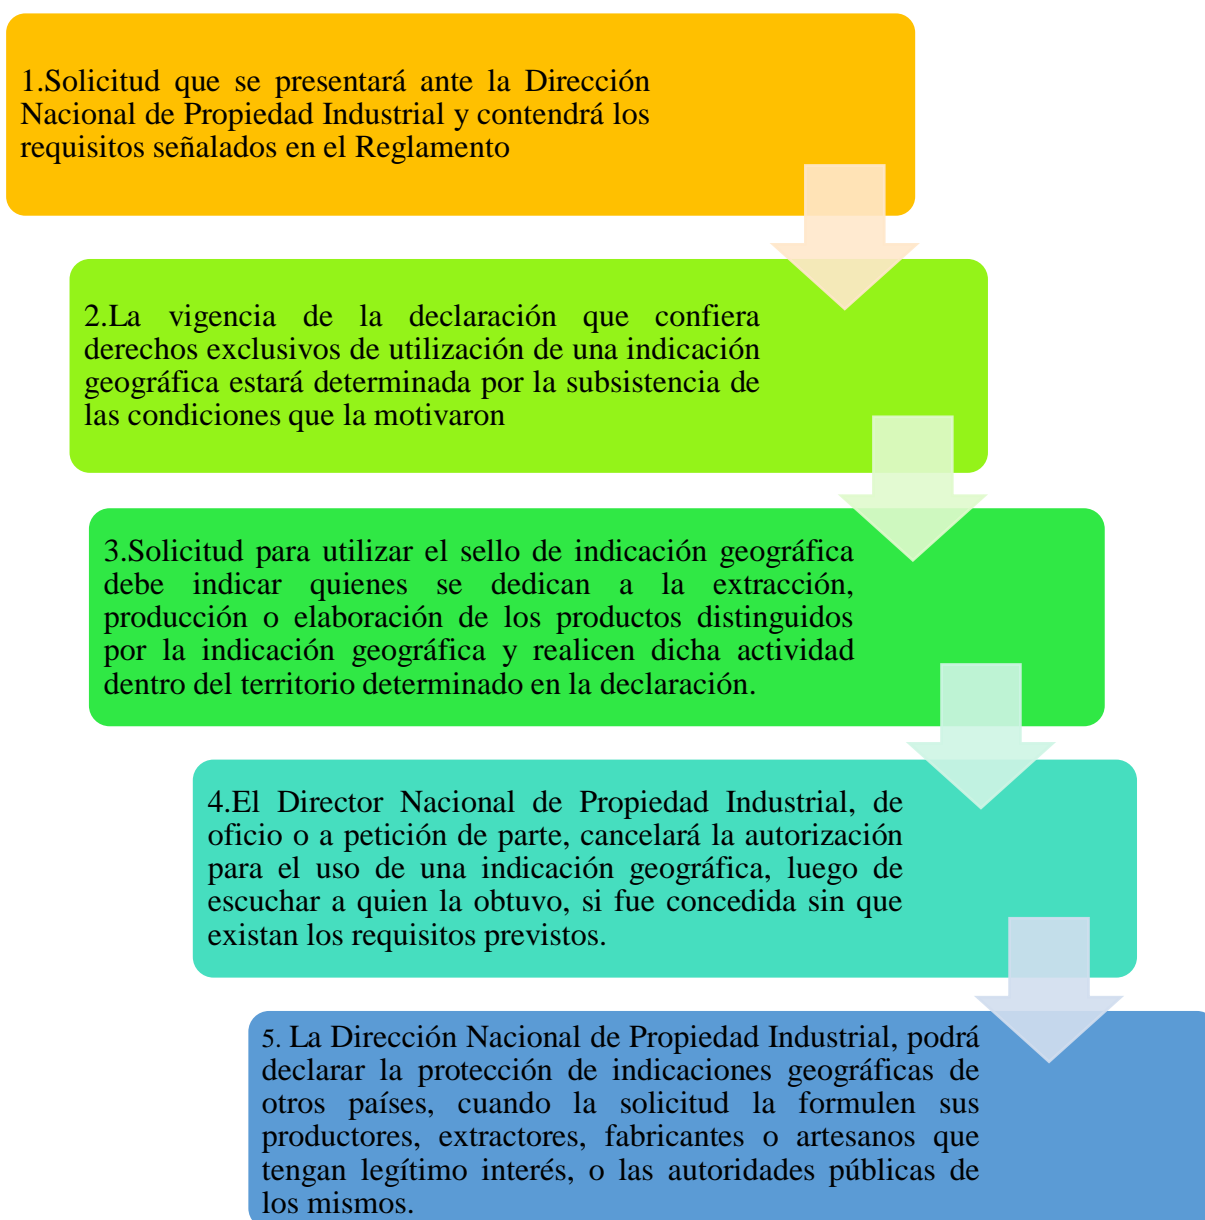 1.Solicitud que se presentará ante la Dirección
Nacional de Propiedad Industrial y contendrá los
requisitos señalados en el Reglamento
2.La vigencia de la declaración que confiera
derechos exclusivos de utilización de una indicación
geográfica estará determinada por la subsistencia de
las condiciones que la motivaron
3.Solicitud para utilizar el sello de indicación geográfica
debe indicar quienes se dedican a la extracción,
producción o elaboración de los productos distinguidos
por la indicación geográfica y realicen dicha actividad
dentro del territorio determinado en la declaración.
4.El Director Nacional de Propiedad Industrial, de
oficio o a petición de parte, cancelará la autorización
para el uso de una indicación geográfica, luego de
escuchar a quien la obtuvo, si fue concedida sin que
existan los requisitos previstos.
5. La Dirección Nacional de Propiedad Industrial, podrá
declarar la protección de indicaciones geográficas de
otros países, cuando la solicitud la formulen sus
productores, extractores, fabricantes o artesanos que
tengan legítimo interés, o las autoridades públicas de
los mismos.